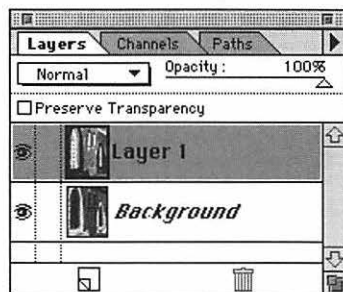 Layers Channels Paths
Normal Opacity: 100%
Preserve Transparency
Layer 1
Background